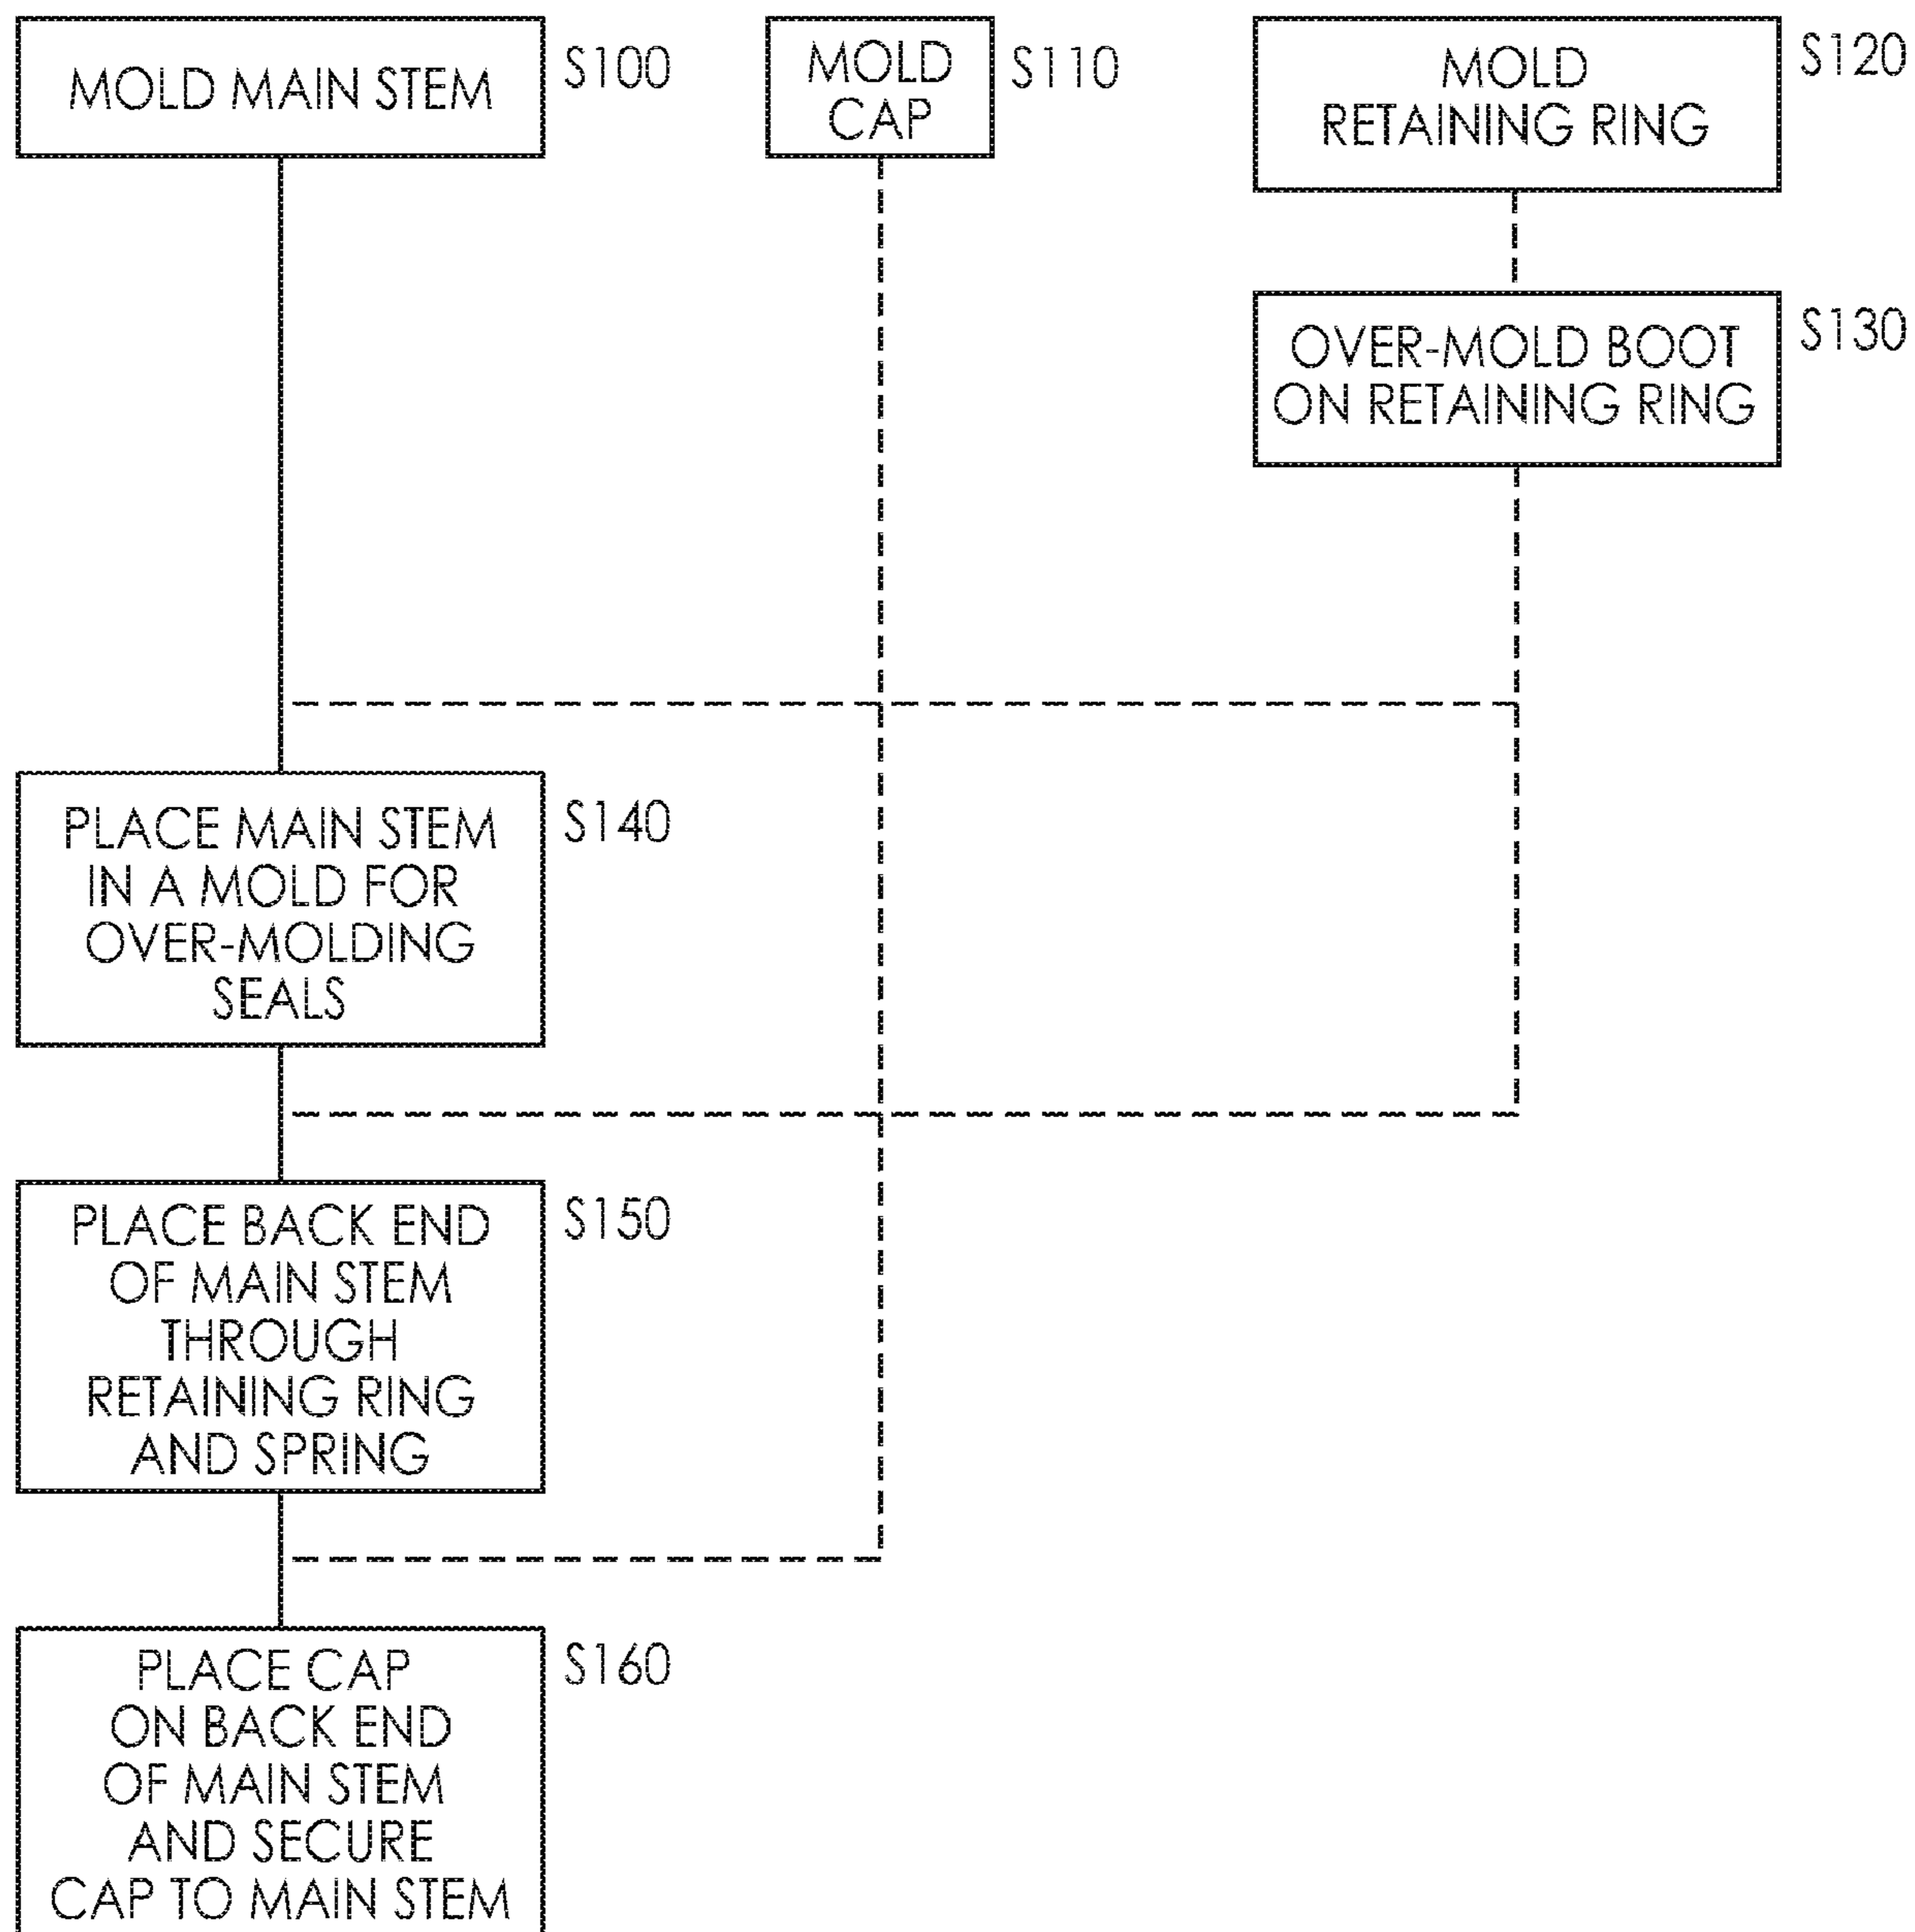 MOLD MAIN STEM
S100
MOLD
CAP
S110
MOLD
RETAINING RING
S120
OVER-MOLD BOOT
ON RETAINING RING
S130
PLACE MAIN STEM
IN A MOLD FOR
OVER-MOLDING
SEALS
S140
PLACE BACK END
OF MAIN STEM
THROUGH
RETAINING RING
AND SPRING
S150
PLACE CAP
ON BACK END
OF MAIN STEM
AND SECURE
CAP TO MAIN STEM
S160